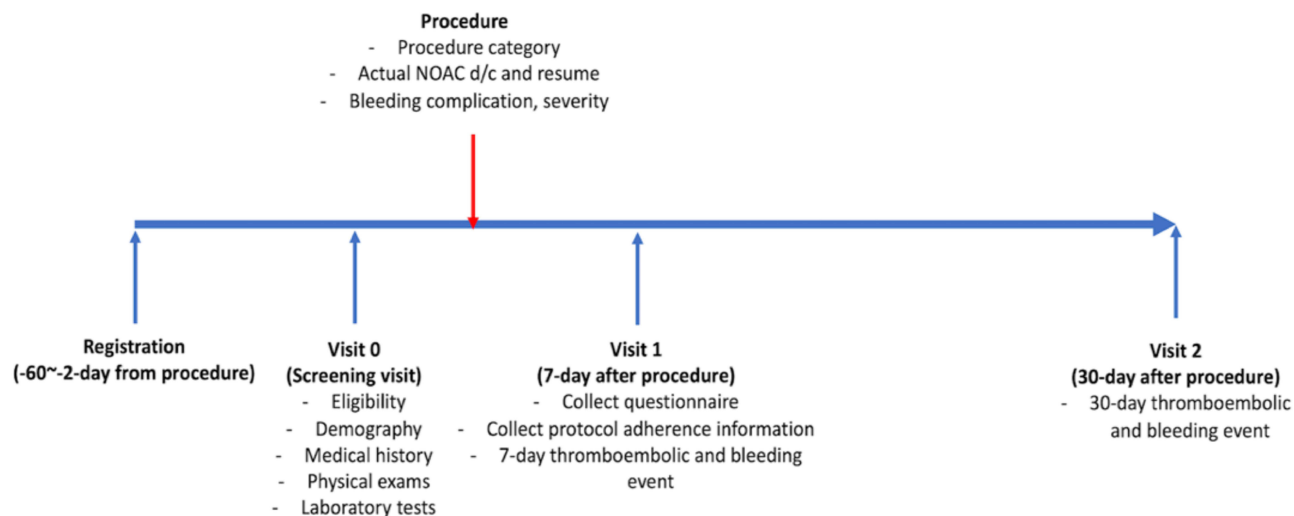 Procedure
- Procedure category
- Actual NOAC d/c and resume
- Bleeding complication, severity
Registration
(-60~-2-day from procedure)
Visit 0
(Screening visit)
- Eligibility
- Demography
- Medical history
- Physical exams
- Laboratory tests
Visit 1
(7-day after procedure)
- Collect questionnaire
- Collect protocol adherence information
- 7-day thromboembolic and bleeding
event
Visit 2
(30-day after procedure)
- 30-day thromboembolic
and bleeding event